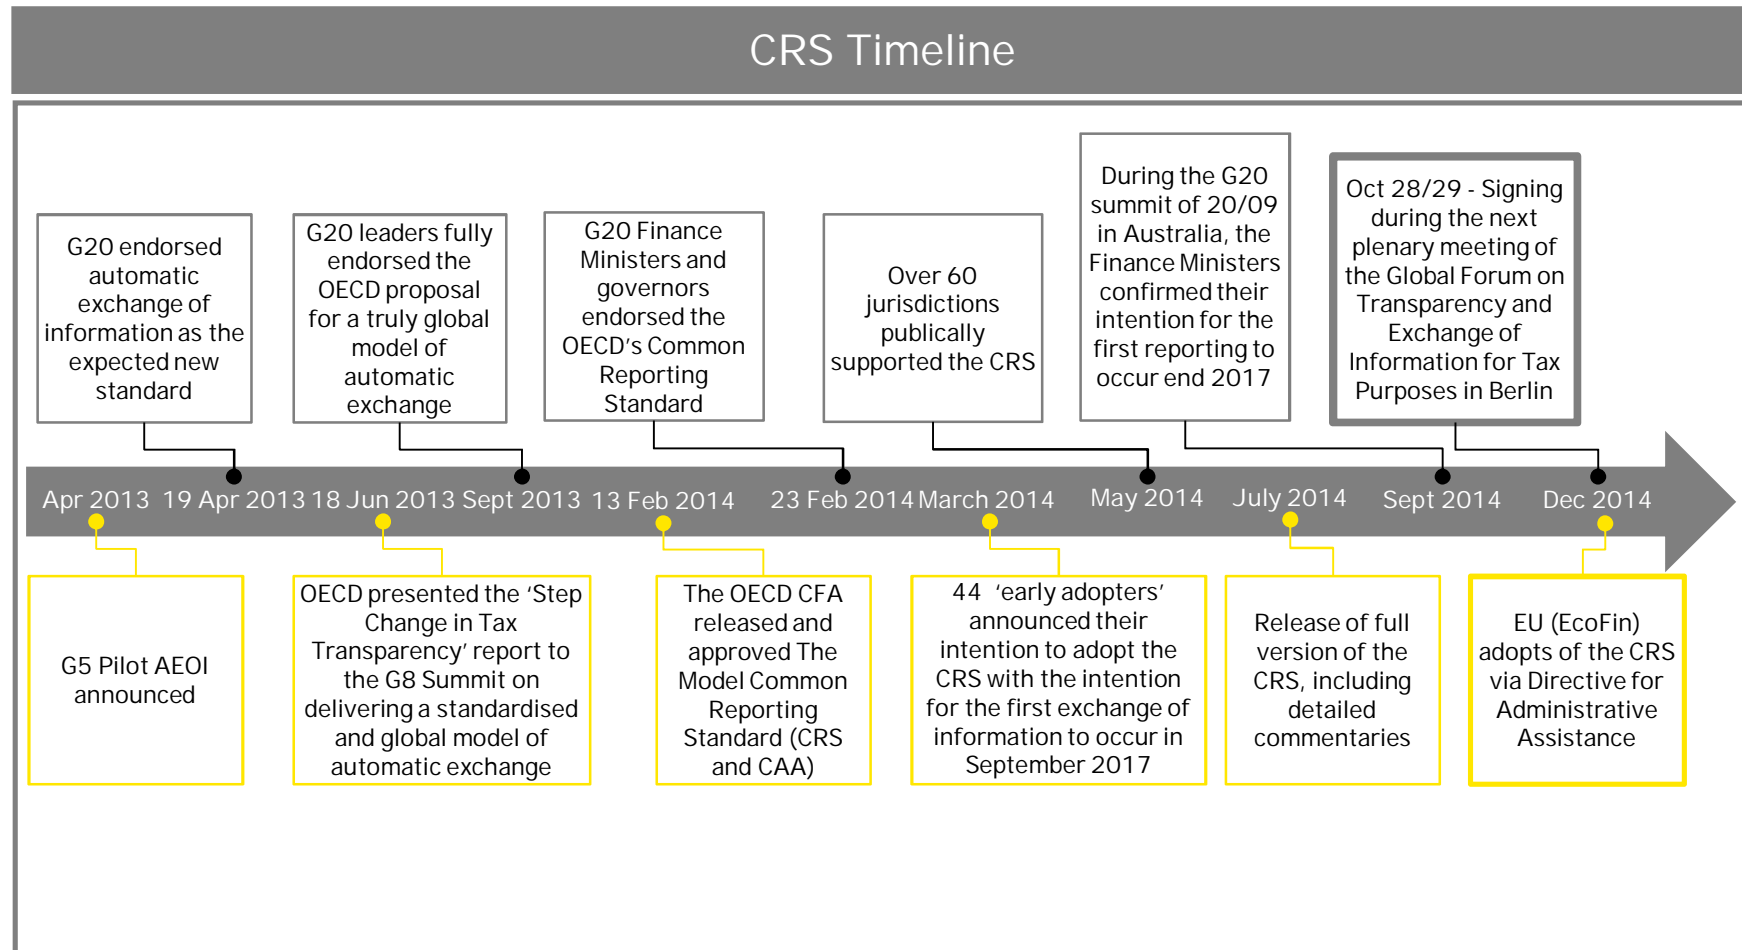 CRS Timeline
G20 endorsed
automatic
exchange of
information as the
expected new
standard
G20 leaders fully
endorsed the
OECD proposal
for a truly global
model of
automatic
exchange
G20 Finance
Ministers and
governors
endorsed the
OECD's Common
Reporting
Standard
Over 60
jurisdictions
publically
supported the CRS
During the G20
summit of 20/09
in Australia, the
Finance Ministers
confirmed their
intention for the
first reporting to
occur end 2017
Oct 28/29 - Signing
during the next
plenary meeting of
the Global Forum on
Transparency and
Exchange of
Information for Tax
Purposes in Berlin
Apr 2013 19 Apr 2013 18 Jun 2013 Sept 2013 13 Feb 2014 23 Feb 2014 March 2014 May 2014 July 2014 Sept 2014 Dec 2014
G5 Pilot AEOI
announced
OECD presented the ‘Step
Change in Tax
Transparency’ report to
the G8 Summit on
delivering a standardised
and global model of
automatic exchange
The OECD CFA
released and
approved The
Model Common
Reporting
Standard (CRS
and CAA)
44 ‘early adopters’
announced their
intention to adopt the
CRS with the intention
for the first exchange of
information to occur in
September 2017
Release of full
version of the
CRS, including
detailed
commentaries
EU (EcoFin)
adopts of the CRS
via Directive for
Administrative
Assistance